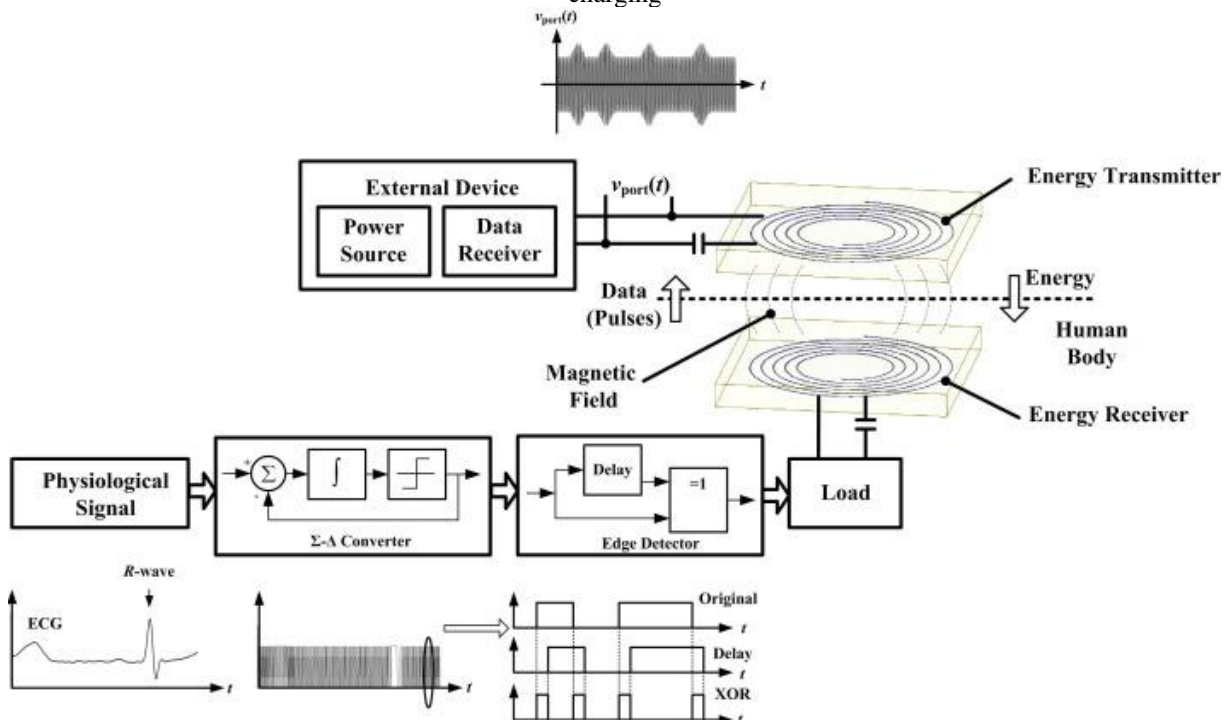 charging
v_port(t)
t
External Device
Power
Source
Data
Receiver
v_port(t)
Energy Transmitter
Data
(Pulses)
Energy
Human
Body
Magnetic
Field
Energy Receiver
Physiological
Signal
+
Σ
-
∫
Σ-Δ Converter
Delay
=1
Edge Detector
Load
R-wave
ECG
t
t
Original
t
Delay
t
XOR
t